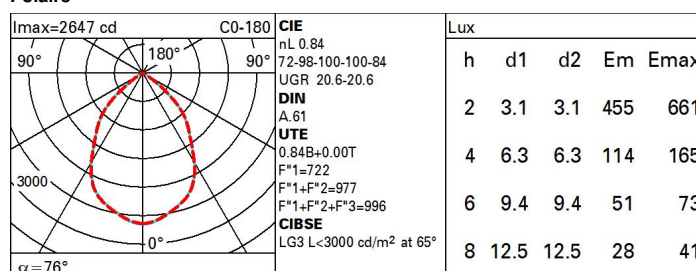 Imax=2647 cd C0-180
90° 180° 90°
3000
0°
α=76°
CIE
nL 0.84
72-98-100-100-84
UGR 20.6-20.6
DIN
A.61
UTE
0.84B+0.00T
F"1=722
F"1+F"2=977
F"1+F"2+F"3=996
CIBSE
LG3 L<3000 cd/m² at 65°
Lux
h d1 d2 Em Emax
2 3.1 3.1 455 661
4 6.3 6.3 114 165
6 9.4 9.4 51 73
8 12.5 12.5 28 41